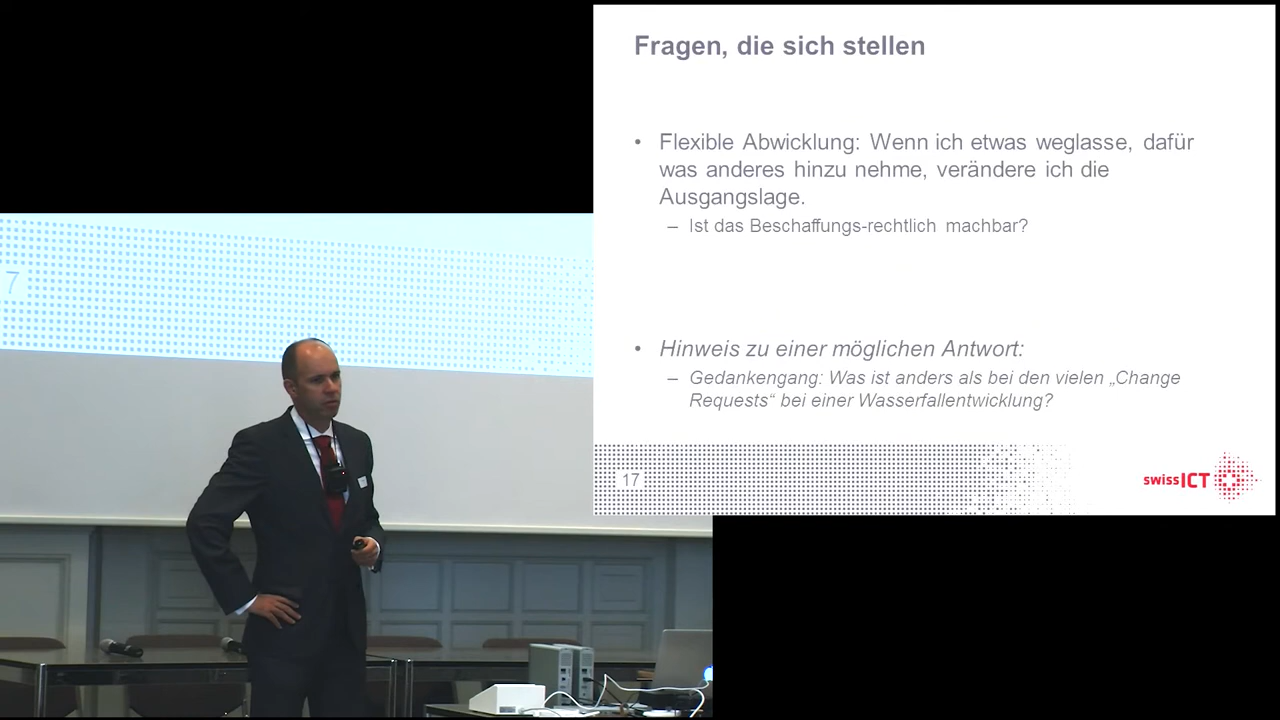 Fragen, die sich stellen
• Flexible Abwicklung: Wenn ich etwas weglasse, dafür
was anderes hinzu nehme, verändere ich die
Ausgangslage.
– Ist das Beschaffungs-rechtlich machbar?
• Hinweis zu einer möglichen Antwort:
– Gedankengang: Was ist anders als bei den vielen „Change
Requests“ bei einer Wasserfallentwicklung?
17
swissICT
7